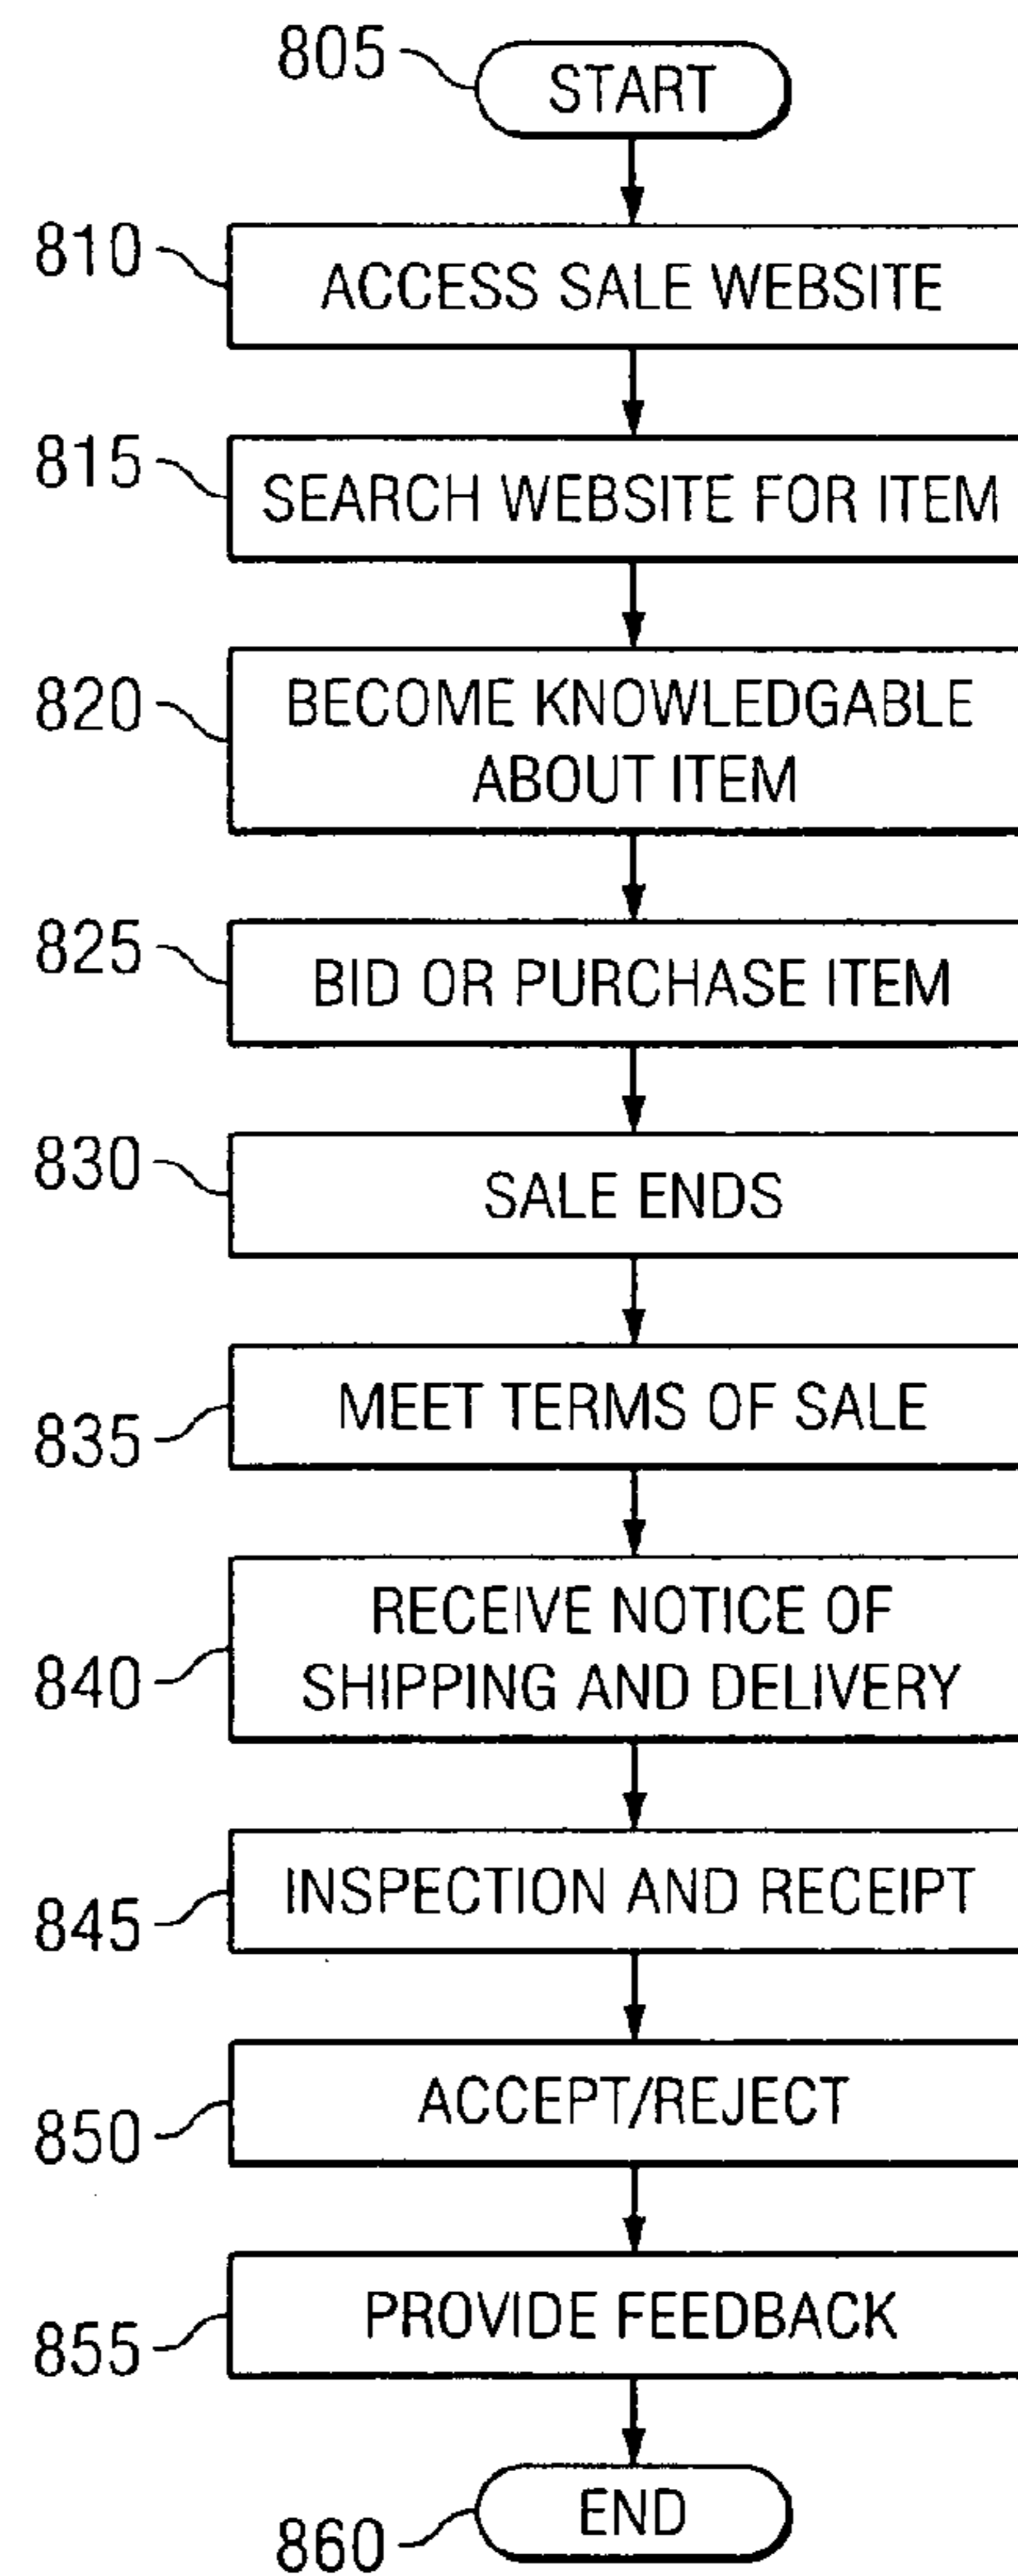 805
START
810
ACCESS SALE WEBSITE
815
SEARCH WEBSITE FOR ITEM
820
BECOME KNOWLEDGABLE
ABOUT ITEM
825
BID OR PURCHASE ITEM
830
SALE ENDS
835
MEET TERMS OF SALE
840
RECEIVE NOTICE OF
SHIPPING AND DELIVERY
845
INSPECTION AND RECEIPT
850
ACCEPT/REJECT
855
PROVIDE FEEDBACK
860
END